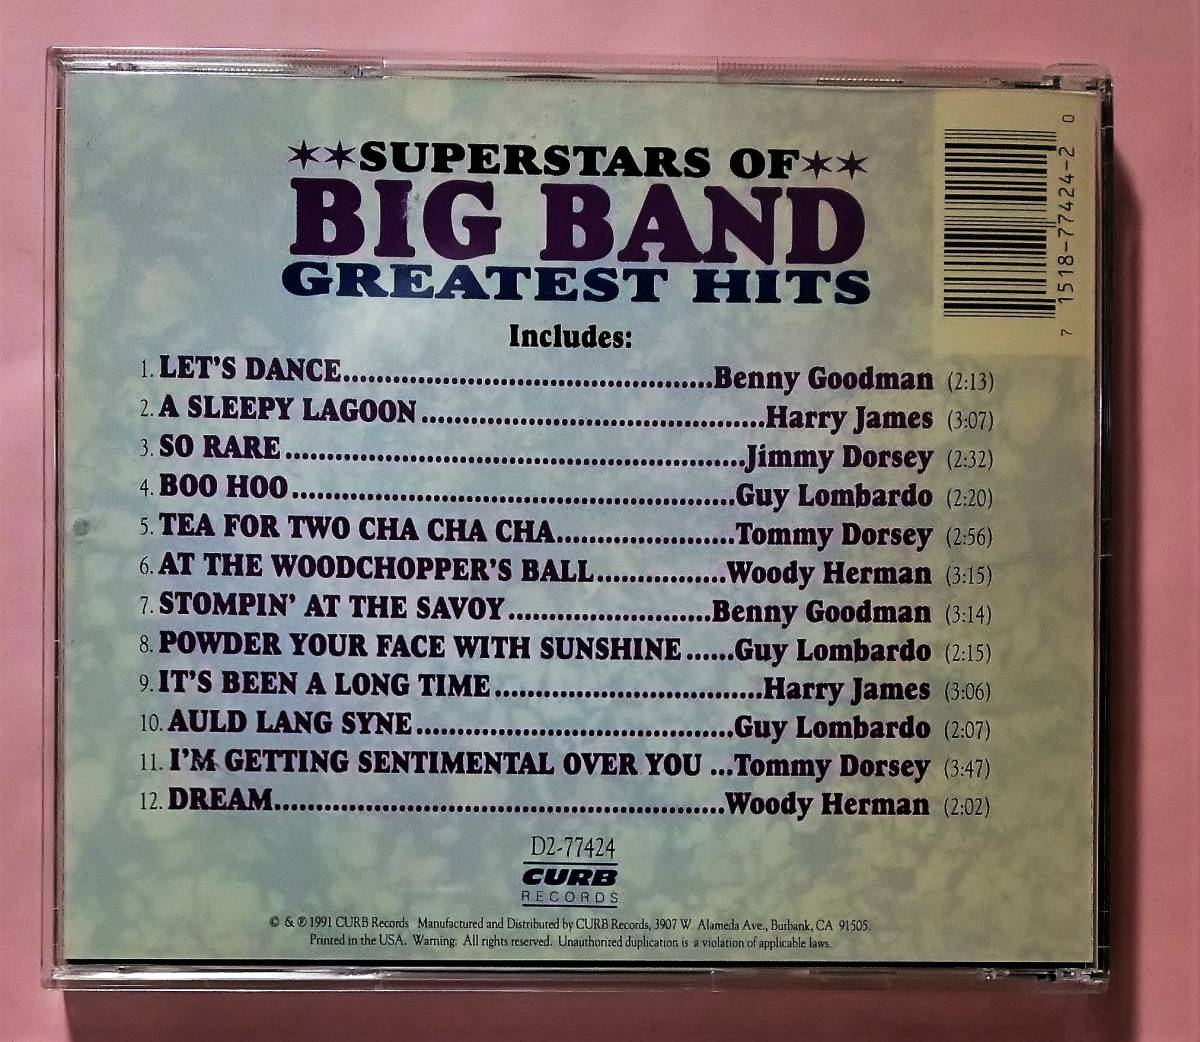 **SUPERSTARS OF**
BIG BAND
GREATEST HITS
Includes:
1. LET'S DANCE.............................................Benny Goodman (2:13)
2. A SLEEPY LAGOON..........................................Harry James (3:07)
3. SO RARE........................................................Jimmy Dorsey (2:32)
4. BOO HOO......................................................Guy Lombardo (2:20)
5. TEA FOR TWO CHA CHA CHA......................Tommy Dorsey (2:56)
6. AT THE WOODCHOPPER'S BALL................Woody Herman (3:15)
7. STOMPIN' AT THE SAVOY.........................Benny Goodman (3:14)
8. POWDER YOUR FACE WITH SUNSHINE......Guy Lombardo (2:15)
9. IT'S BEEN A LONG TIME.................................Harry James (3:06)
10. AULD LANG SYNE.......................................Guy Lombardo (2:07)
11. I'M GETTING SENTIMENTAL OVER YOU ...Tommy Dorsey (3:47)
12. DREAM.......................................................Woody Herman (2:02)
D2-77424
CURB
RECORDS
© & ℗ 1991 CURB Records Manufactured and Distributed by CURB Records, 3907 W. Alameda Ave., Burbank, CA 91505.
Printed in the USA. Warning: All rights reserved. Unauthorized duplication is a violation of applicable laws.
7 1518-77424-2 0